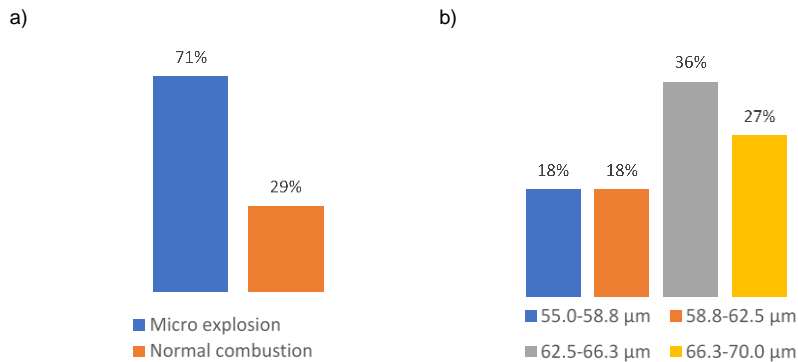 a)
71%
29%
Micro explosion
Normal combustion
b)
18%
18%
36%
27%
55.0-58.8 µm
58.8-62.5 µm
62.5-66.3 µm
66.3-70.0 µm